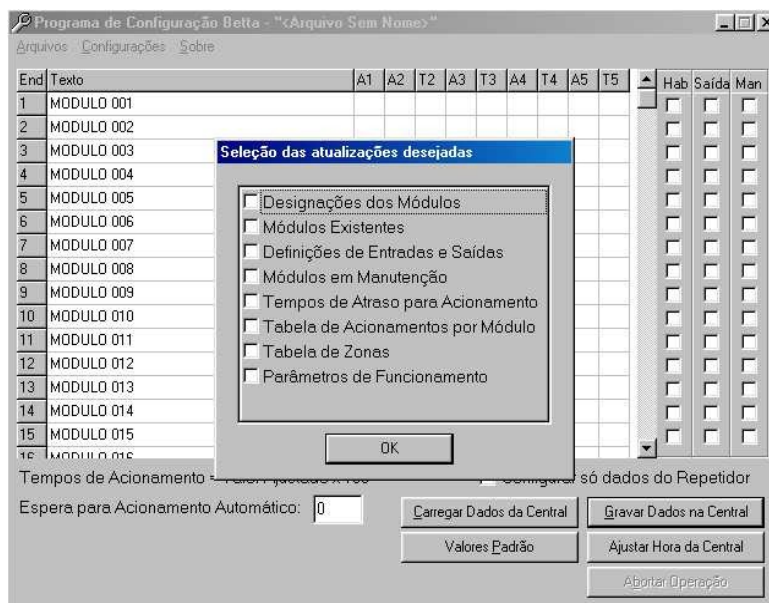 Programa de Configuração Betta - "<Arquivo Sem Nome>"
Arquivos Configurações Sobre
End Texto A1 A2 T2 A3 T3 A4 T4 A5 T5 Hab Saída Man
1 MODULO 001
2 MODULO 002
3 MODULO 003
4 MODULO 004
5 MODULO 005
6 MODULO 006
7 MODULO 007
8 MODULO 008
9 MODULO 009
10 MODULO 010
11 MODULO 011
12 MODULO 012
13 MODULO 013
14 MODULO 014
15 MODULO 015
16 MODULO 016
Seleção das atualizações desejadas
Designações dos Módulos
Módulos Existentes
Definições de Entradas e Saídas
Módulos em Manutenção
Tempos de Atraso para Acionamento
Tabela de Acionamentos por Módulo
Tabela de Zonas
Parâmetros de Funcionamento
OK
Tempos de Acionamento = só dados do Repetidor
Espera para Acionamento Automático: 0
Carregar Dados da Central Gravar Dados na Central
Valores Padrão Ajustar Hora da Central
Abortar Operação